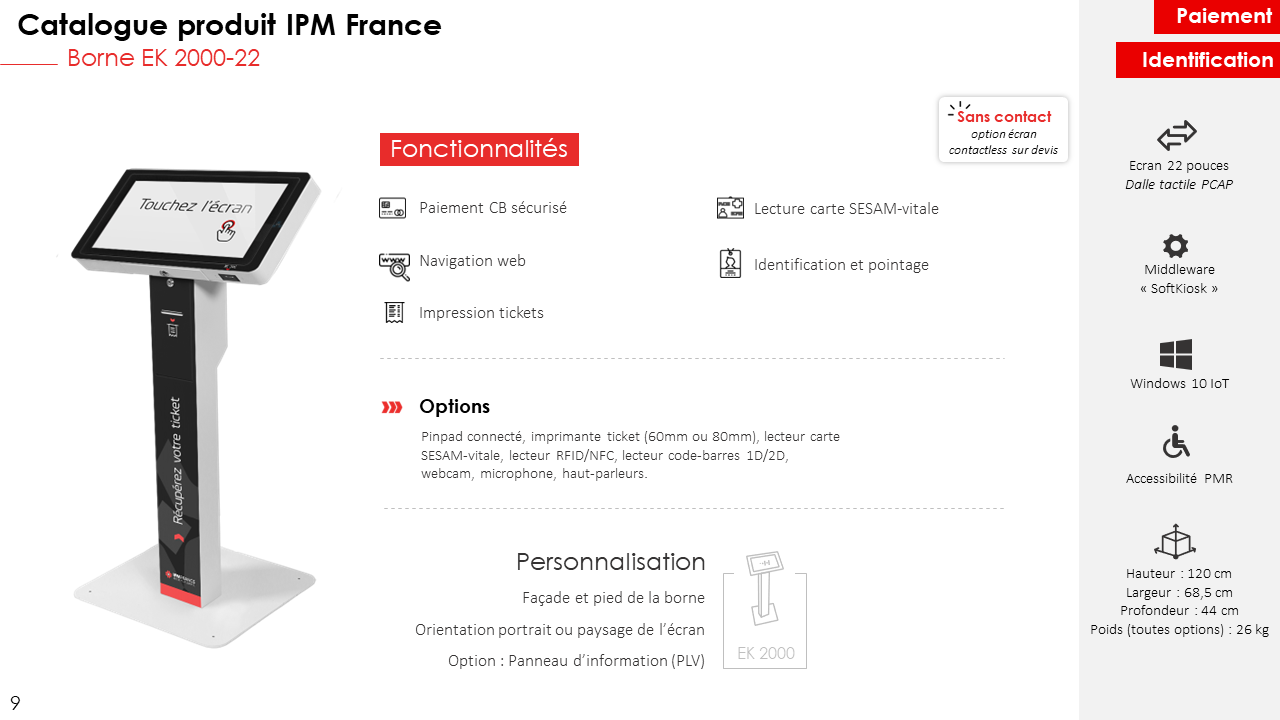 Catalogue produit IPM France
Borne EK 2000-22
Paiement
Identification
Sans contact
option écran
contactless sur devis
Fonctionnalités
Paiement CB sécurisé
Lecture carte SESAM-vitale
Navigation web
Identification et pointage
Impression tickets
Options
Pinpad connecté, imprimante ticket (60mm ou 80mm), lecteur carte
SESAM-vitale, lecteur RFID/NFC, lecteur code-barres 1D/2D,
webcam, microphone, haut-parleurs.
Personnalisation
Façade et pied de la borne
Orientation portrait ou paysage de l’écran
Option : Panneau d’information (PLV)
EK 2000
Touchez l'écran
Récupérez votre ticket
IPM FRANCE
www
Ecran 22 pouces
Dalle tactile PCAP
Middleware
« SoftKiosk »
Windows 10 IoT
Accessibilité PMR
Hauteur : 120 cm
Largeur : 68,5 cm
Profondeur : 44 cm
Poids (toutes options) : 26 kg
9